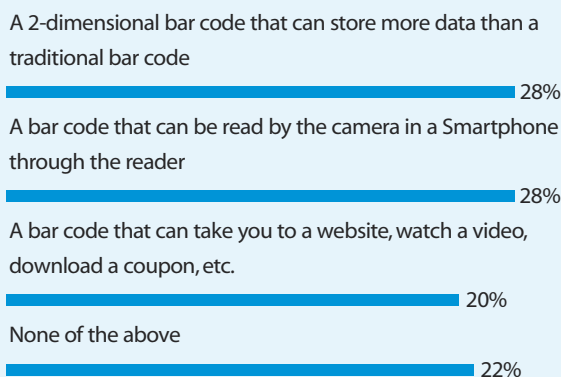 A 2-dimensional bar code that can store more data than a
traditional bar code
28%
A bar code that can be read by the camera in a Smartphone
through the reader
28%
A bar code that can take you to a website, watch a video,
download a coupon, etc.
20%
None of the above
22%